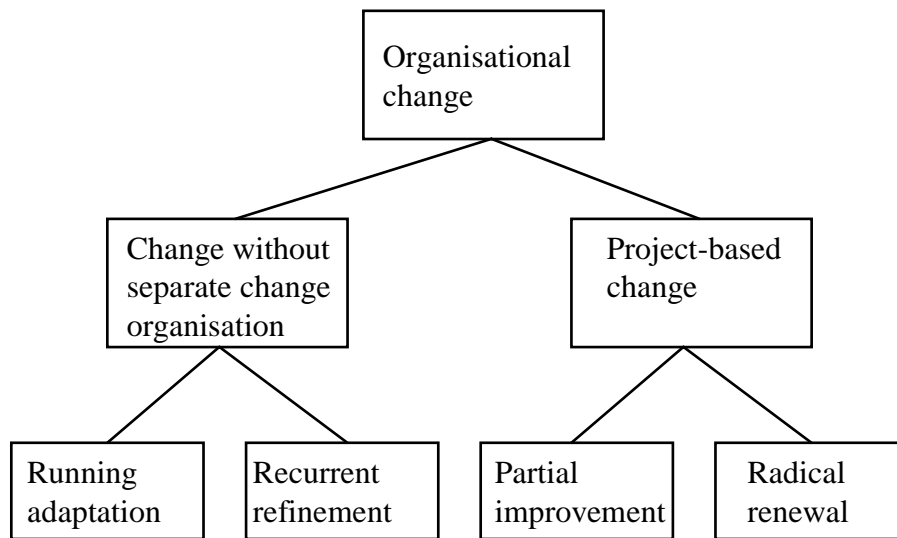 Organisational
change
Change without
separate change
organisation
Project-based
change
Running
adaptation
Recurrent
refinement
Partial
improvement
Radical
renewal